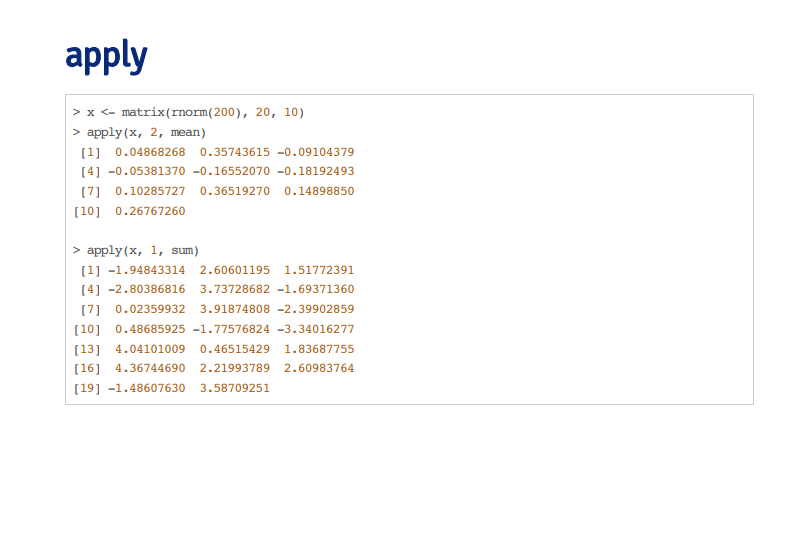 apply
> x <- matrix(rnorm(200), 20, 10)
> apply(x, 2, mean)
 [1]  0.04868268  0.35743615 -0.09104379
 [4] -0.05381370 -0.16552070 -0.18192493
 [7]  0.10285727  0.36519270  0.14898850
[10]  0.26767260

> apply(x, 1, sum)
 [1] -1.94843314  2.60601195  1.51772391
 [4] -2.80386816  3.73728682 -1.69371360
 [7]  0.02359932  3.91874808 -2.39902859
[10]  0.48685925 -1.77576824 -3.34016277
[13]  4.04101009  0.46515429  1.83687755
[16]  4.36744690  2.21993789  2.60983764
[19] -1.48607630  3.58709251